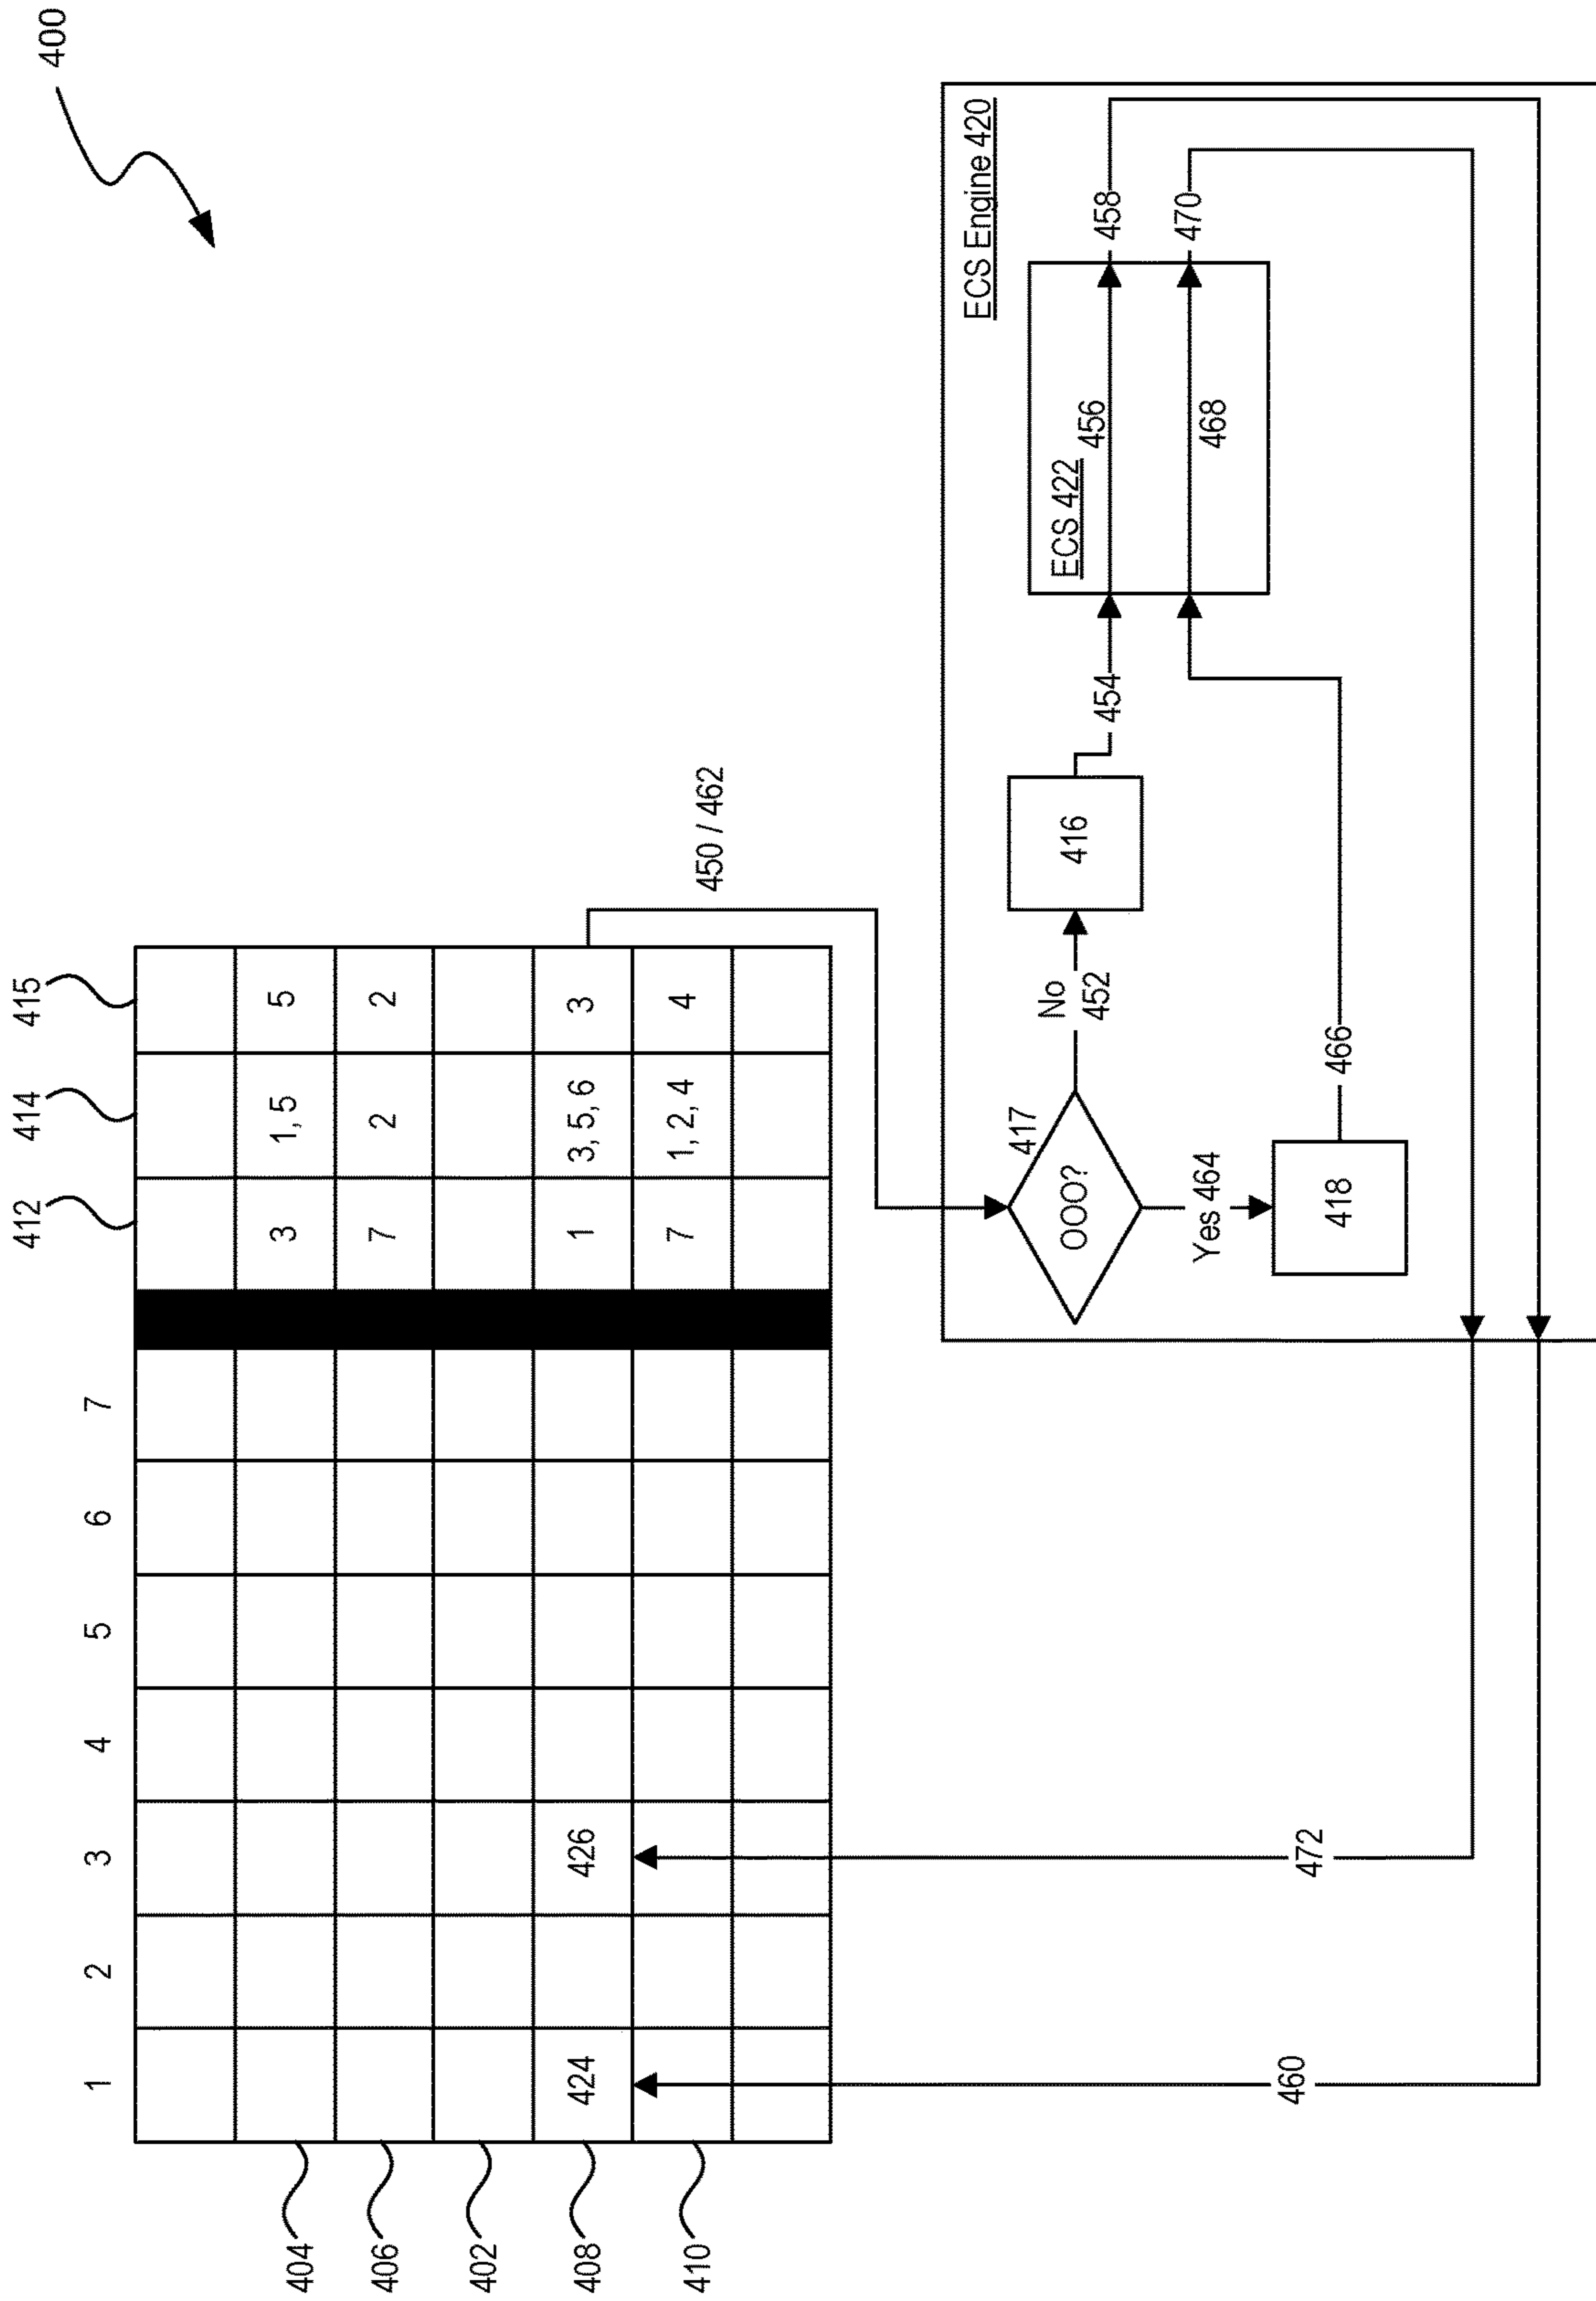 412 414 415 400
1 2 3 4 5 6 7
404 3 1, 5 5
406 7 2 2
402
408 424 426 1 3, 5, 6 3
410 7 1, 2, 4 4
450 / 462
ECS Engine 420
417
OOO?
No
452
416
454
ECS 422
456
458
468
470
Yes 464
418
466
472
460